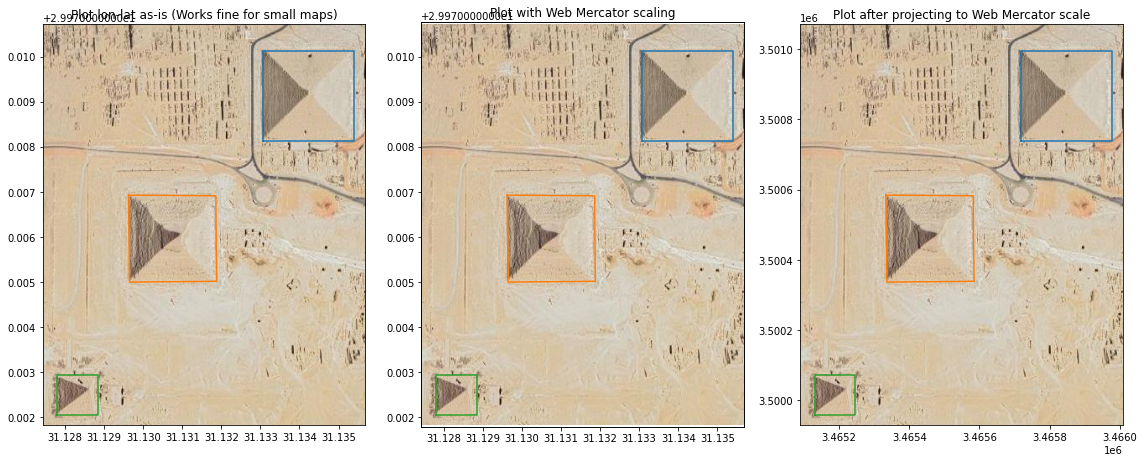 Plot lon-lat as-is (Works fine for small maps)
+2.9970000000e1
0.010
0.009
0.008
0.007
0.006
0.005
0.004
0.003
0.002
31.128 31.129 31.130 31.131 31.132 31.133 31.134 31.135
Plot with Web Mercator scaling
+2.9970000000e1
0.010
0.009
0.008
0.007
0.006
0.005
0.004
0.003
0.002
31.128 31.129 31.130 31.131 31.132 31.133 31.134 31.135
Plot after projecting to Web Mercator scale
1e6
3.5010
3.5008
3.5006
3.5004
3.5002
3.5000
3.4652 3.4654 3.4656 3.4658 3.4660
1e6